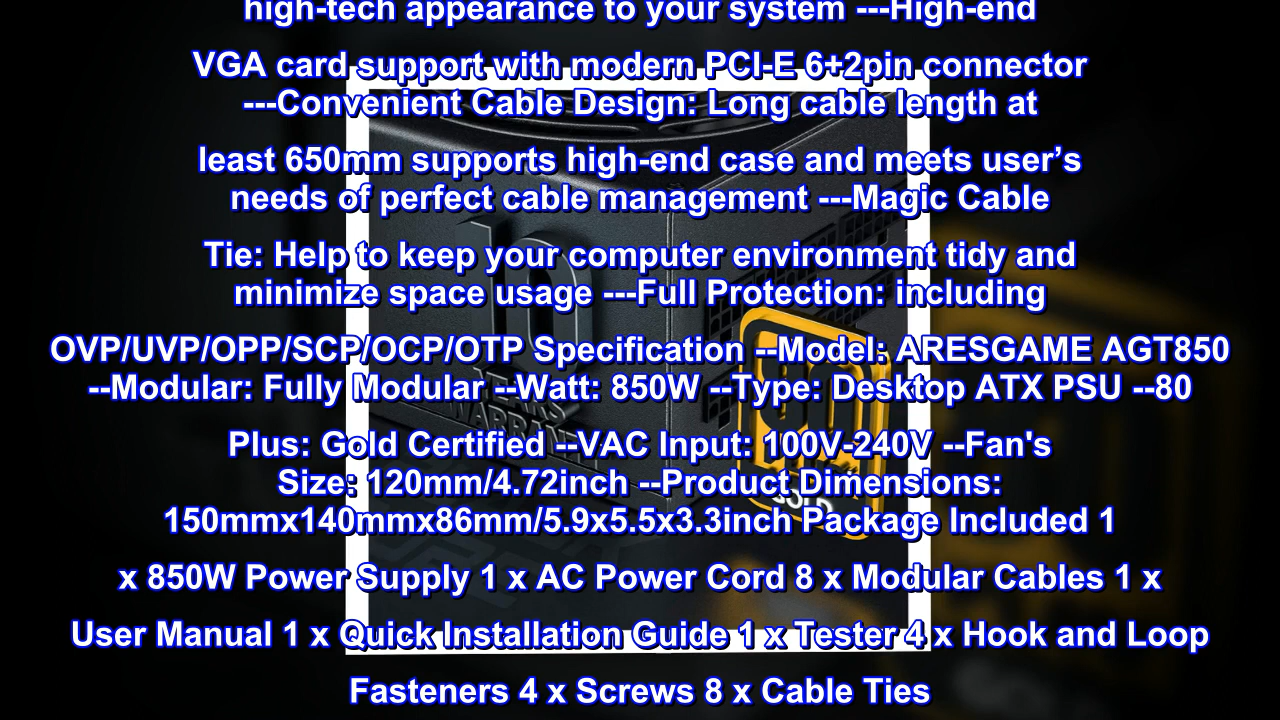 high-tech appearance to your system ---High-end
VGA card support with modern PCI-E 6+2pin connector
---Convenient Cable Design: Long cable length at
least 650mm supports high-end case and meets user’s
needs of perfect cable management ---Magic Cable
Tie: Help to keep your computer environment tidy and
minimize space usage ---Full Protection: including
OVP/UVP/OPP/SCP/OCP/OTP Specification --Model: ARESGAME AGT850
--Modular: Fully Modular --Watt: 850W --Type: Desktop ATX PSU --80
Plus: Gold Certified --VAC Input: 100V-240V --Fan's
Size: 120mm/4.72inch --Product Dimensions:
150mmx140mmx86mm/5.9x5.5x3.3inch Package Included 1
x 850W Power Supply 1 x AC Power Cord 8 x Modular Cables 1 x
User Manual 1 x Quick Installation Guide 1 x Tester 4 x Hook and Loop
Fasteners 4 x Screws 8 x Cable Ties
10
YEARS
WARRANTY
80
GOLD